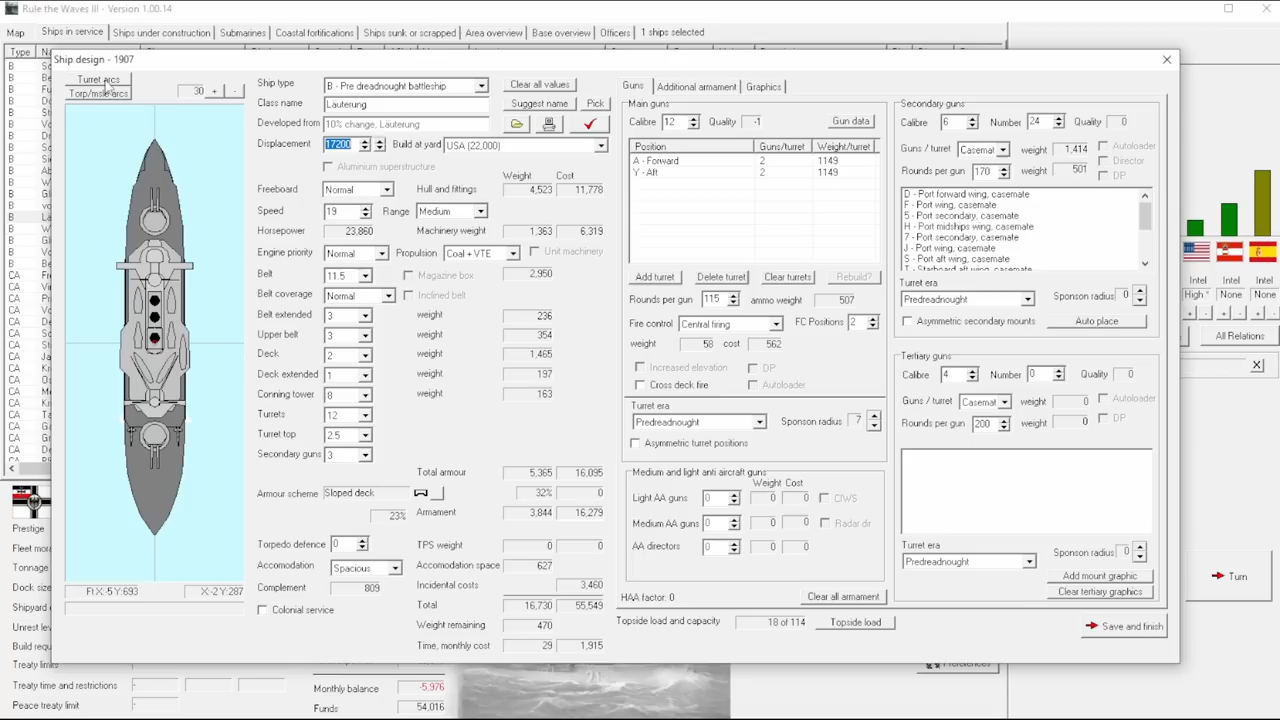 Rule the Waves III - Version 1.00.14
Map Ships in service Ships under construction Submarines Coastal fortifications Ships sunk or scrapped Area overview Base overview Officers 1 ships selected
Type
Ship design - 1907
Turret arcs
Torp/msle arcs
30 + -
Ft X:-5 Y:693 X:-2 Y:287
Ship type B - Pre dreadnought battleship Clear all values
Class name Läuterung Suggest name Pick
Developed from 10% change, Läuterung
Displacement 17200 Build at yard USA (22,000)
Aluminium superstructure
Weight Cost
Freeboard Normal Hull and fittings 4,523 11,778
Speed 19 Range Medium
Horsepower 23,860 Machinery weight 1,363 6,319
Engine priority Normal Propulsion Coal + VTE Unit machinery
Belt 11.5 Magazine box 2,950
Belt coverage Normal Inclined belt
Belt extended 3 weight 236
Upper belt 3 weight 354
Deck 2 weight 1,465
Deck extended 1 weight 197
Conning tower 8 weight 163
Turrets 12
Turret top 2.5
Secondary guns 3
Total armour 5,365 16,095
Armour scheme Sloped deck 32% 0
23% Armament 3,844 16,279
Torpedo defence 0 TPS weight 0 0
Accomodation Spacious Accomodation space 627
Complement 809 Incidental costs 3,460
Colonial service Total 16,730 55,549
Weight remaining 470
Time, monthly cost 29 1,915
Guns Additional armament Graphics
Main guns
Calibre 12 Quality -1 Gun data
Position Guns/turret Weight/turret
A - Forward 2 1149
Y - Aft 2 1149
Add turret Delete turret Clear turrets Rebuild?
Rounds per gun 115 ammo weight 507
Fire control Central firing FC Positions 2
weight 58 cost 562
Increased elevation DP
Cross deck fire Autoloader
Turret era
Predreadnought Sponson radius 7
Asymmetric turret positions
Medium and light anti aircraft guns
Weight Cost
Light AA guns 0 0 0 CIWS
Medium AA guns 0 0 0 Radar dir
AA directors 0 0 0
HAA factor: 0 Clear all armament
Topside load and capacity 18 of 114 Topside load
Secondary guns
Calibre 6 Number 24 Quality 0
Guns / turret Casemat weight 1,414 Autoloader
Director
Rounds per gun 170 weight 501 DP
D - Port forward wing, casemate
F - Port wing, casemate
5 - Port secondary, casemate
H - Port midships wing, casemate
7 - Port secondary, casemate
J - Port wing, casemate
S - Port aft wing, casemate
T - Starboard aft wing, casemate
Turret era
Predreadnought Sponson radius 0
Asymmetric secondary mounts Auto place
Tertiary guns
Calibre 4 Number 0 Quality 0
Guns / turret Casemat weight 0 Autoloader
Rounds per gun 200 weight 0 DP
Turret era
Predreadnought Sponson radius 0
Add mount graphic
Clear tertiary graphics
Save and finish
Intel Intel Intel
High * None None
All Relations
X
Turn
Prestige
Tonnage
Treaty limits
Treaty time and restrictions
Peace treaty limit
Monthly balance -5,976
Funds 54,016
Preferences